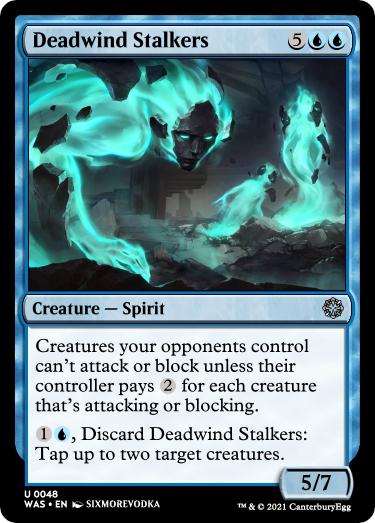 Deadwind Stalkers 5
Creature — Spirit
Creatures your opponents control
can't attack or block unless their
controller pays 2 for each creature
that's attacking or blocking.
1, Discard Deadwind Stalkers:
Tap up to two target creatures.
5/7
U 0048
WAS • EN SIXMOREVODKA
™ & © 2021 CanterburyEgg